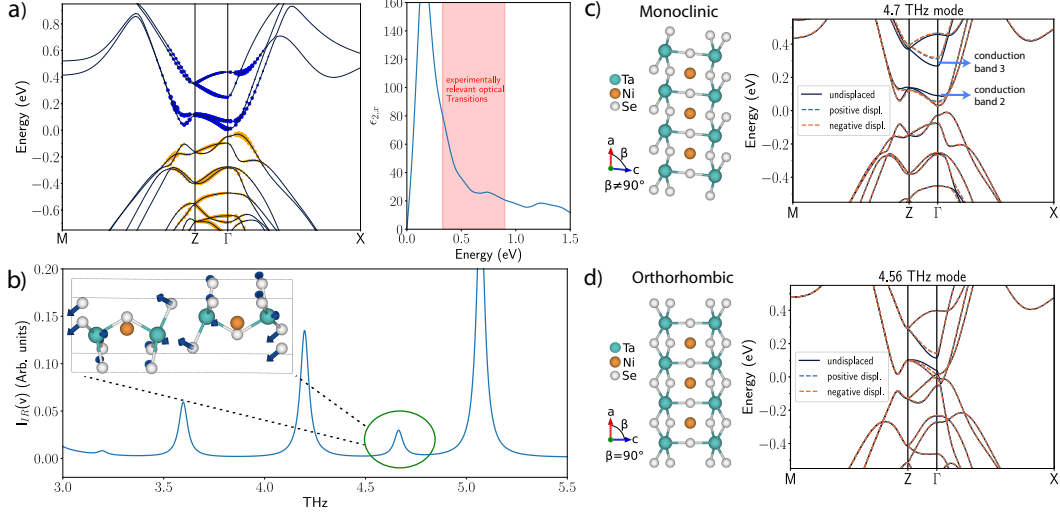 a)
Energy (eV)
0.8
0.6
0.4
0.2
0.0
−0.2
−0.4
−0.6
M
Z
Γ
X
ϵ2,x
160
140
120
100
80
60
40
20
0
experimentally
relevant optical
Transitions
0.0
0.5
1.0
1.5
Energy (eV)
b)
I_IR(ν) (Arb. units)
0.20
0.15
0.10
0.05
0.00
3.0
3.5
4.0
4.5
5.0
5.5
THz
c)
Monoclinic
Ta
Ni
Se
a
β
c
β≠90°
4.7 THz mode
Energy (eV)
0.4
0.2
0.0
−0.2
−0.4
undisplaced
positive displ.
negative displ.
conduction
band 3
conduction
band 2
M
Z
Γ
X
d)
Orthorhombic
Ta
Ni
Se
a
β
c
β=90°
4.56 THz mode
Energy (eV)
0.4
0.2
0.0
−0.2
−0.4
undisplaced
positive displ.
negative displ.
M
Z
Γ
X